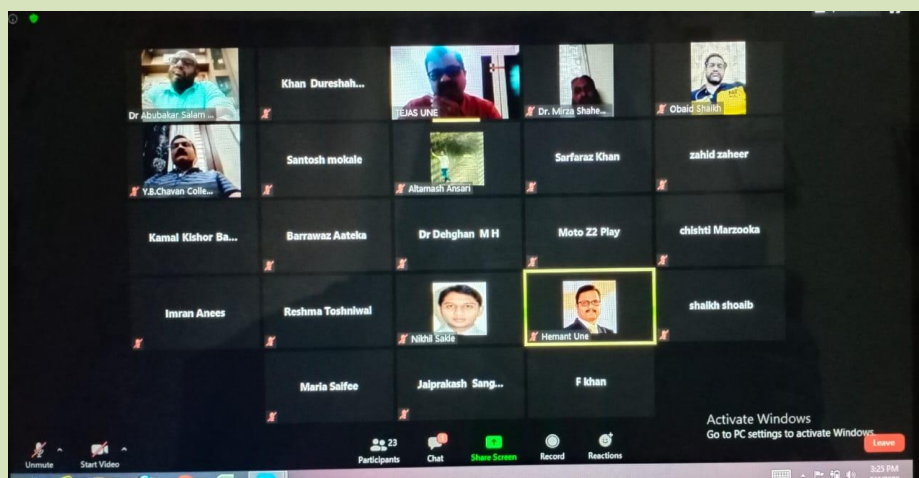 Khan Dureshah...
Dr Abubakar Salam ...
TEJAS UNE
Dr. Mirza Shahe...
Obaid Shaikh
Y.B.Chavan Colle...
Santosh mokale
Altamash Ansari
Sarfaraz Khan
zahid zaheer
Kamal Kishor Ba...
Barrawaz Aateka
Dr Dehghan M H
Moto Z2 Play
chishti Marzooka
Imran Anees
Reshma Toshniwal
Nikhil Sakle
Hemant Une
shaikh shoaib
Maria Saifee
Jaiprakash Sang...
F khan
Activate Windows
Go to PC settings to activate Windows.
Unmute
Start Video
23
Participants
Chat
Share Screen
Record
Reactions
Leave
3:25 PM